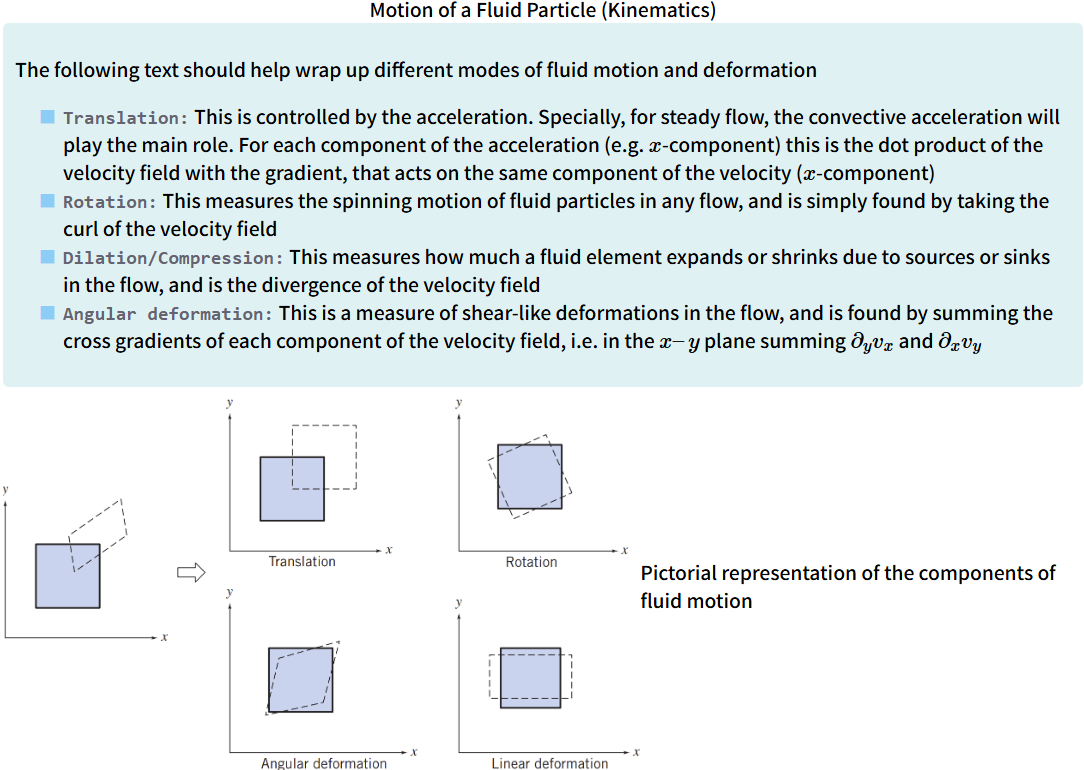 Motion of a Fluid Particle (Kinematics)
The following text should help wrap up different modes of fluid motion and deformation
Translation: This is controlled by the acceleration. Specially, for steady flow, the convective acceleration will
play the main role. For each component of the acceleration (e.g. x-component) this is the dot product of the
velocity field with the gradient, that acts on the same component of the velocity (x-component)
Rotation: This measures the spinning motion of fluid particles in any flow, and is simply found by taking the
curl of the velocity field
Dilation/Compression: This measures how much a fluid element expands or shrinks due to sources or sinks
in the flow, and is the divergence of the velocity field
Angular deformation: This is a measure of shear-like deformations in the flow, and is found by summing the
cross gradients of each component of the velocity field, i.e. in the x−y plane summing ∂yvx and ∂xvy
y
x
y
x
Translation
y
x
Rotation
y
x
Angular deformation
y
x
Linear deformation
Pictorial representation of the components of
fluid motion